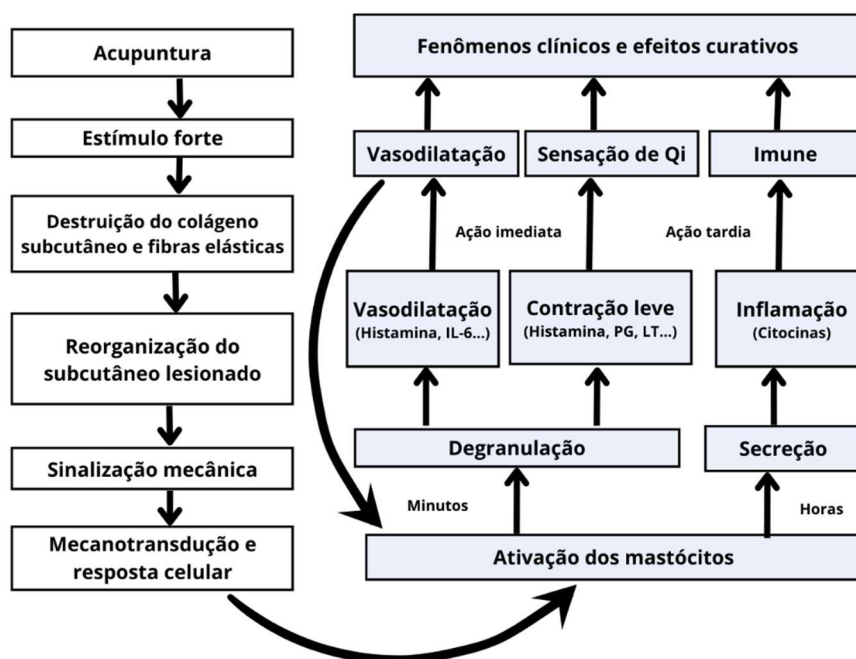 Acupuntura
Estímulo forte
Destruição do colágeno
subcutâneo e fibras elásticas
Reorganização do
subcutâneo lesionado
Sinalização mecânica
Mecanotransdução e
resposta celular
Fenômenos clínicos e efeitos curativos
Vasodilatação
Sensação de Qi
Imune
Ação imediata
Ação tardia
Vasodilatação
(Histamina, IL-6...)
Contração leve
(Histamina, PG, LT...)
Inflamação
(Citocinas)
Degranulação
Secreção
Minutos
Horas
Ativação dos mastócitos